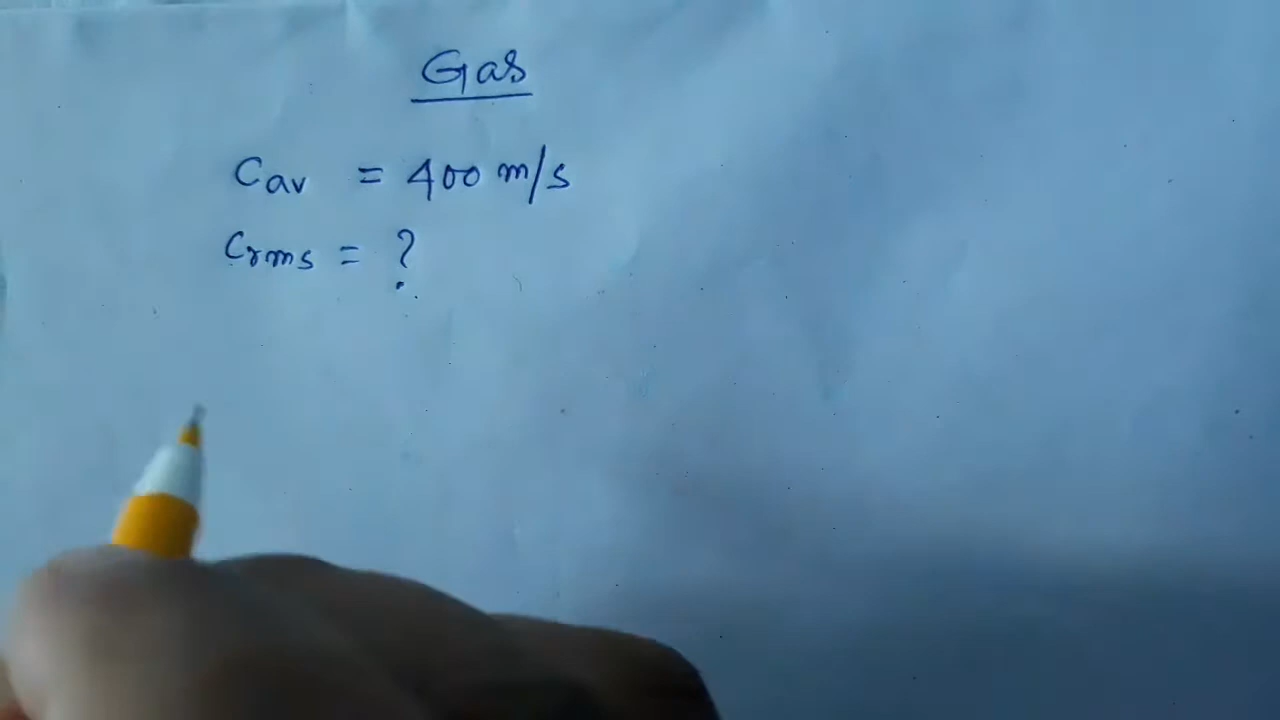 Gas
Cav = 400 m/s
Crms = ?